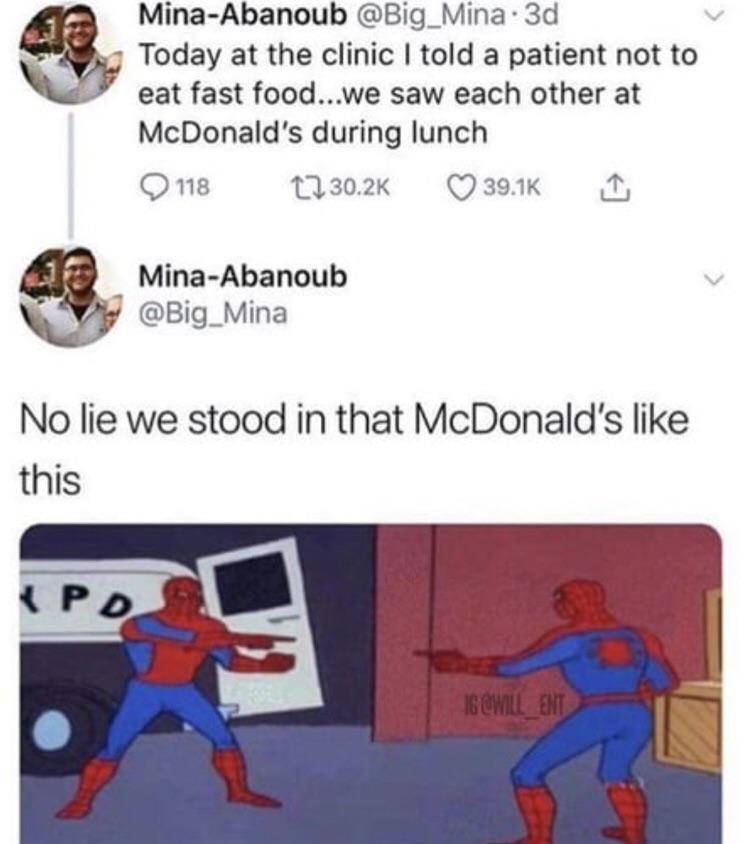 Mina-Abanoub @Big_Mina · 3d
Today at the clinic I told a patient not to
eat fast food...we saw each other at
McDonald's during lunch
118 30.2K 39.1K
Mina-Abanoub
@Big_Mina
No lie we stood in that McDonald's like
this
YPD
IG @WILL_ENT